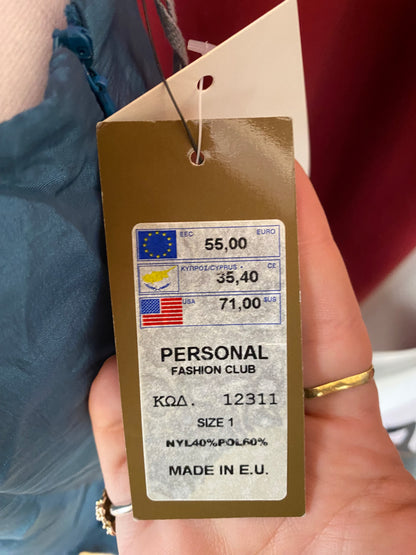 EEC 55,00 EURO
ΚΥΠΡΟΣ/CYPRUS 35,40 C£
USA 71,00 $US
PERSONAL
FASHION CLUB
ΚΩΔ. 12311
SIZE 1
NYL40%POL60%
MADE IN E.U.